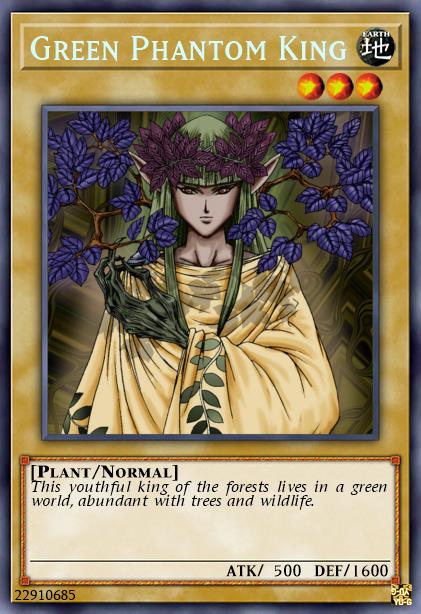 GREEN PHANTOM KING
EARTH
地
[PLANT/NORMAL]
This youthful king of the forests lives in a green
world, abundant with trees and wildlife.
ATK/ 500 DEF/1600
22910685